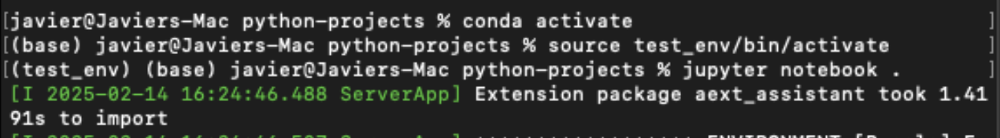 [javier@Javiers-Mac python-projects % conda activate ]
[(base) javier@Javiers-Mac python-projects % source test_env/bin/activate ]
[(test_env) (base) javier@Javiers-Mac python-projects % jupyter notebook . ]
[I 2025-02-14 16:24:46.488 ServerApp] Extension package aext_assistant took 1.41
91s to import